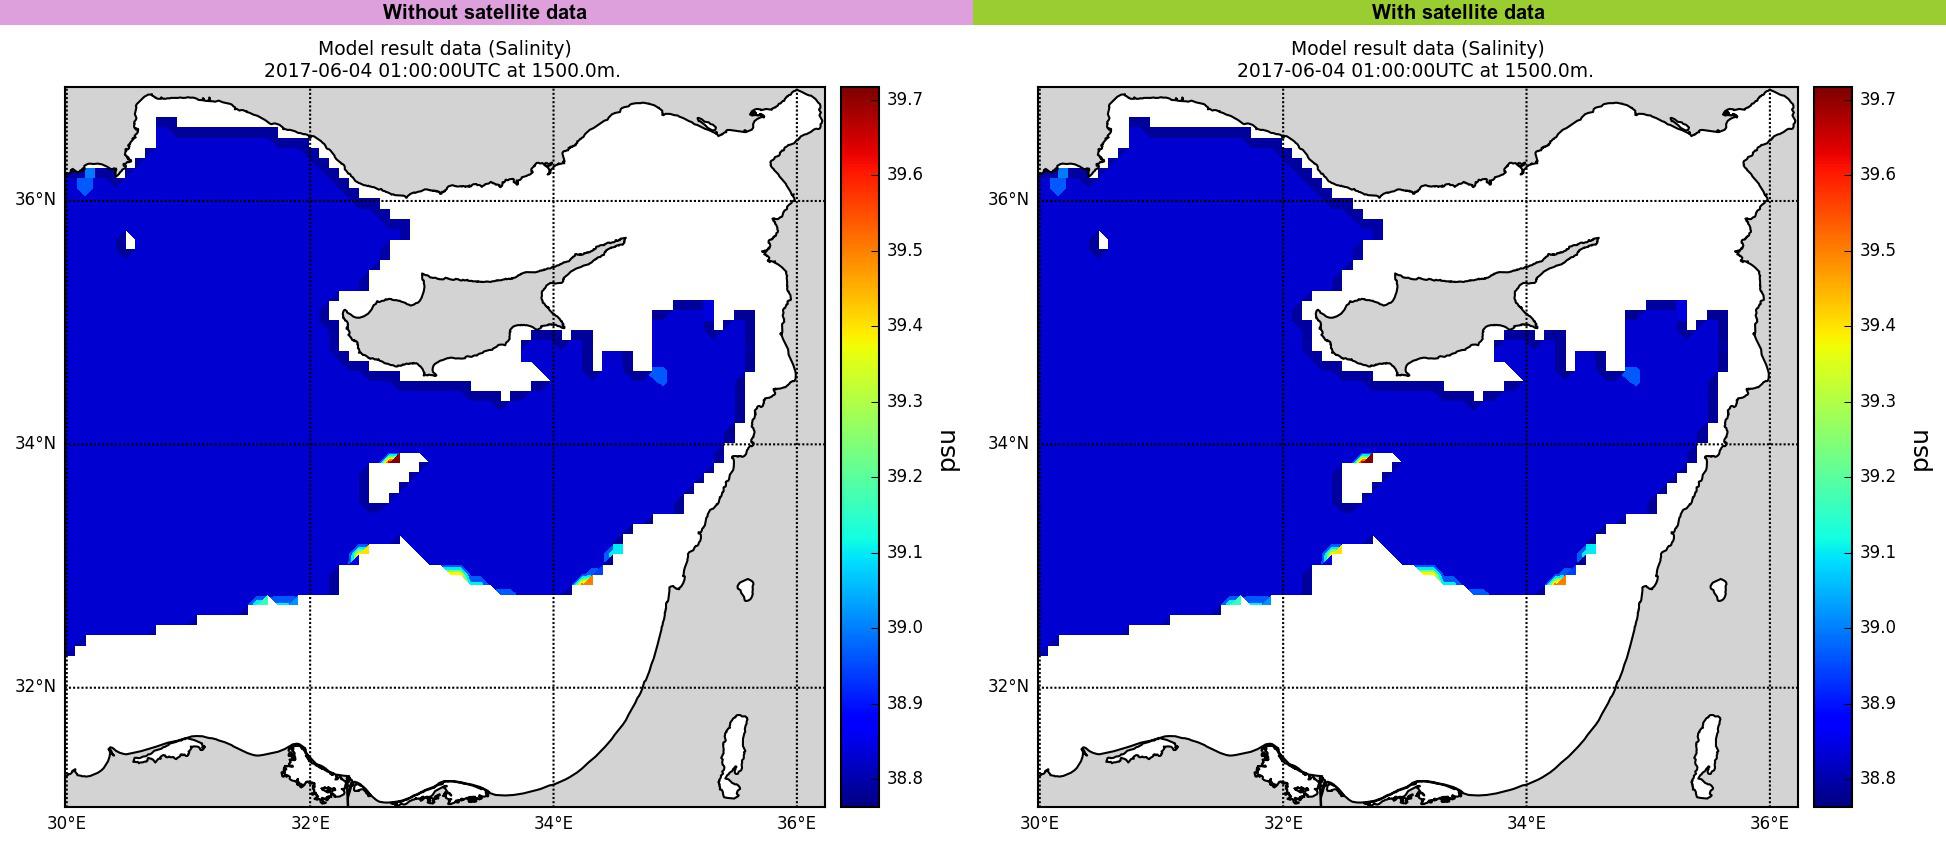 Without satellite data
With satellite data
Model result data (Salinity)
2017-06-04 01:00:00UTC at 1500.0m.
36°N
34°N
32°N
30°E
32°E
34°E
36°E
39.7
39.6
39.5
39.4
39.3
39.2
39.1
39.0
38.9
38.8
psu
Model result data (Salinity)
2017-06-04 01:00:00UTC at 1500.0m.
36°N
34°N
32°N
30°E
32°E
34°E
36°E
39.7
39.6
39.5
39.4
39.3
39.2
39.1
39.0
38.9
38.8
psu